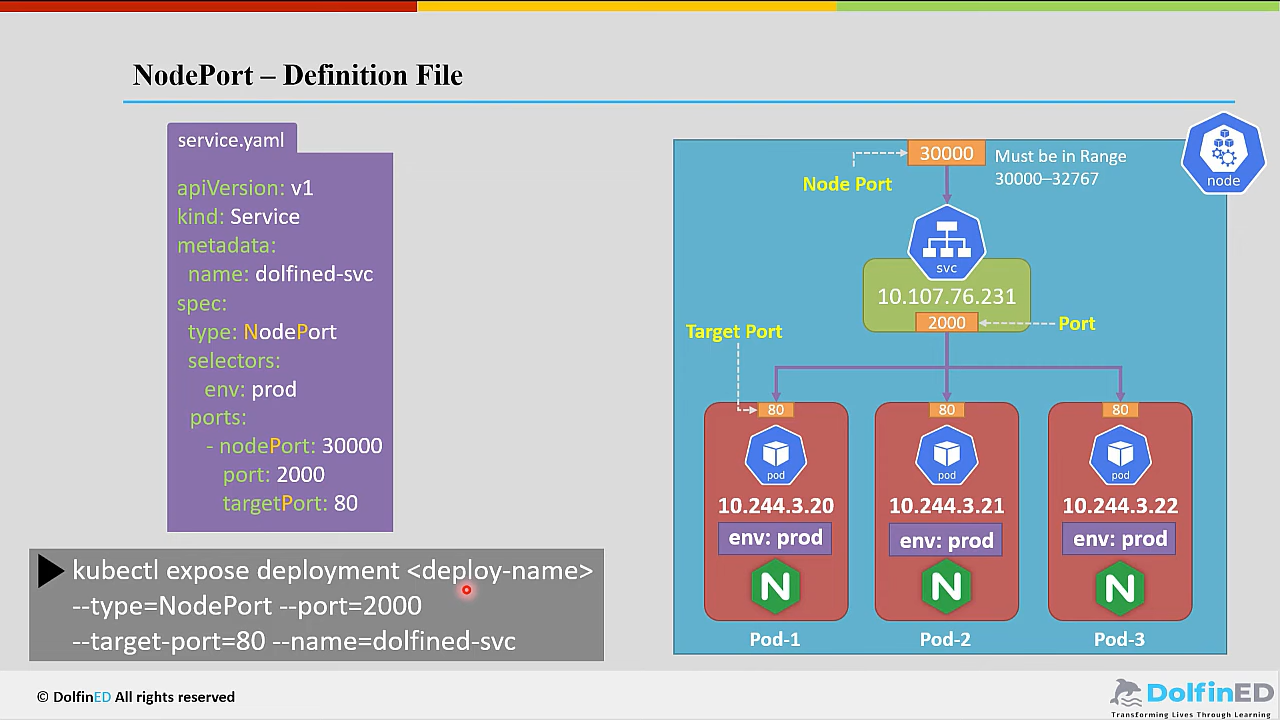 NodePort – Definition File
service.yaml
apiVersion: v1
kind: Service
metadata:
name: dolfined-svc
spec:
type: NodePort
selectors:
env: prod
ports:
- nodePort: 30000
port: 2000
targetPort: 80
kubectl expose deployment <deploy-name>
--type=NodePort --port=2000
--target-port=80 --name=dolfined-svc
30000
Must be in Range
30000–32767
Node Port
node
svc
10.107.76.231
2000
Port
Target Port
80
80
80
pod
pod
pod
10.244.3.20
10.244.3.21
10.244.3.22
env: prod
env: prod
env: prod
N
N
N
Pod-1
Pod-2
Pod-3
© DolfinED All rights reserved
DolfinED
Transforming Lives Through Learning